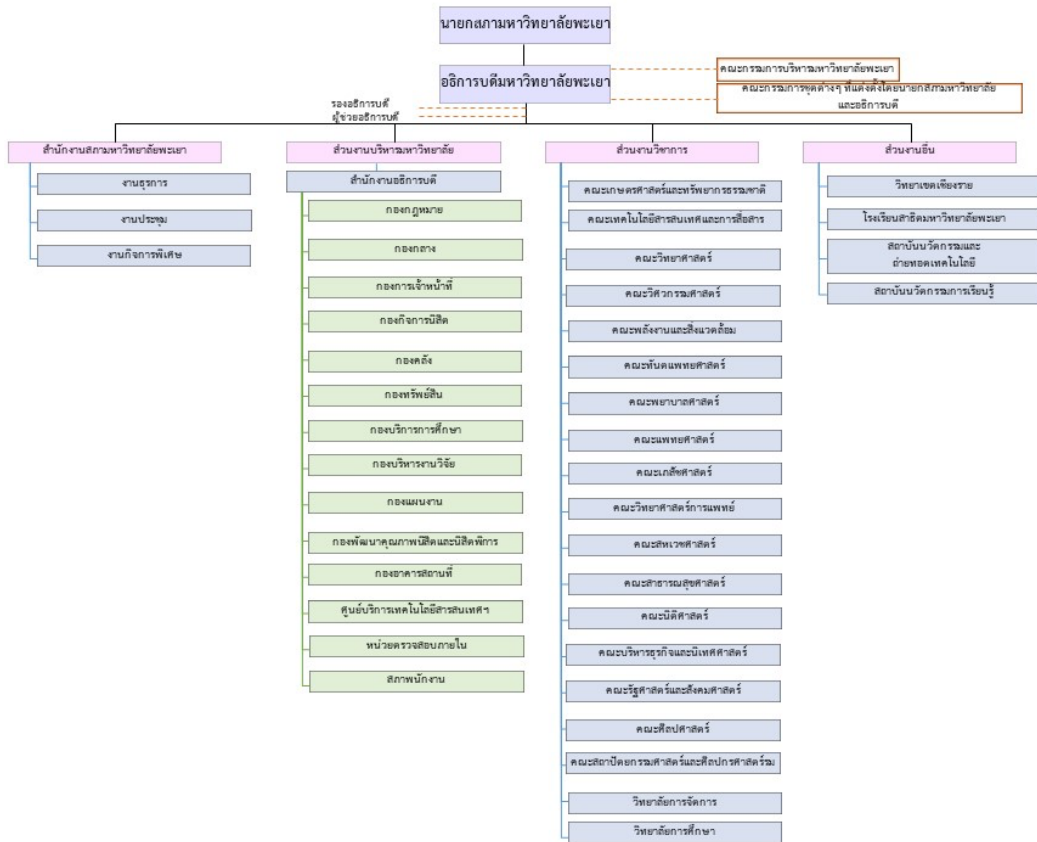 นายกสภามหาวิทยาลัยพะเยา
อธิการบดีมหาวิทยาลัยพะเยา
คณะกรรมการบริหารมหาวิทยาลัยพะเยา
คณะกรรมการชุดต่างๆ ที่แต่งตั้งโดยนายกสภามหาวิทยาลัย
และอธิการบดี
รองอธิการบดี
ผู้ช่วยอธิการบดี
สำนักงานสภามหาวิทยาลัยพะเยา
งานธุรการ
งานประชุม
งานกิจการพิเศษ
ส่วนงานบริหารมหาวิทยาลัย
สำนักงานอธิการบดี
กองกฎหมาย
กองกลาง
กองการเจ้าหน้าที่
กองกิจการนิสิต
กองคลัง
กองทรัพย์สิน
กองบริการการศึกษา
กองบริหารงานวิจัย
กองแผนงาน
กองพัฒนาคุณภาพนิสิตและนิสิตพิการ
กองอาคารสถานที่
ศูนย์บริการเทคโนโลยีสารสนเทศฯ
หน่วยตรวจสอบภายใน
สภาพนักงาน
ส่วนงานวิชาการ
คณะเกษตรศาสตร์และทรัพยากรธรรมชาติ
คณะเทคโนโลยีสารสนเทศและการสื่อสาร
คณะวิทยาศาสตร์
คณะวิศวกรรมศาสตร์
คณะพลังงานและสิ่งแวดล้อม
คณะทันตแพทยศาสตร์
คณะพยาบาลศาสตร์
คณะแพทยศาสตร์
คณะเภสัชศาสตร์
คณะวิทยาศาสตร์การแพทย์
คณะสหเวชศาสตร์
คณะสาธารณสุขศาสตร์
คณะนิติศาสตร์
คณะบริหารธุรกิจและนิเทศศาสตร์
คณะรัฐศาสตร์และสังคมศาสตร์
คณะศิลปศาสตร์
คณะสถาปัตยกรรมศาสตร์และศิลปกรศาสตร์รม
วิทยาลัยการจัดการ
วิทยาลัยการศึกษา
ส่วนงานอื่น
วิทยาเขตเชียงราย
โรงเรียนสาธิตมหาวิทยาลัยพะเยา
สถาบันนวัตกรรมและ
ถ่ายทอดเทคโนโลยี
สถาบันนวัตกรรมการเรียนรู้